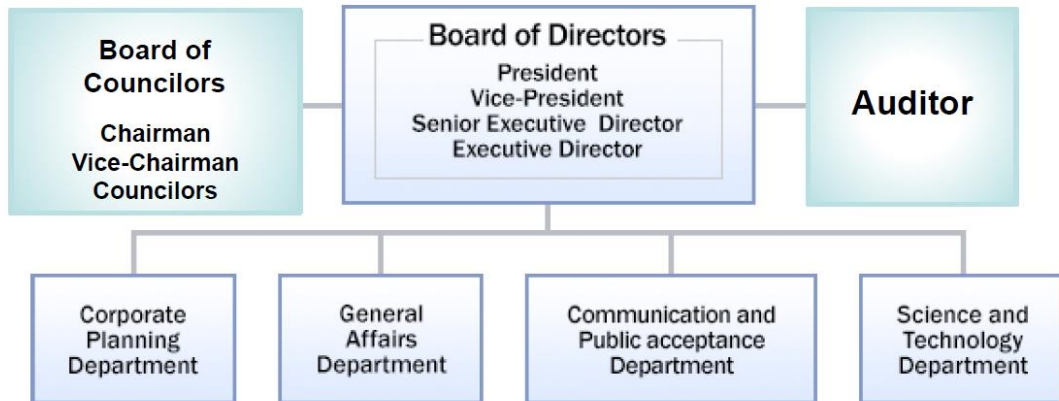 Board of
Councilors
Chairman
Vice-Chairman
Councilors
Board of Directors
President
Vice-President
Senior Executive Director
Executive Director
Auditor
Corporate
Planning
Department
General
Affairs
Department
Communication and
Public acceptance
Department
Science and
Technology
Department